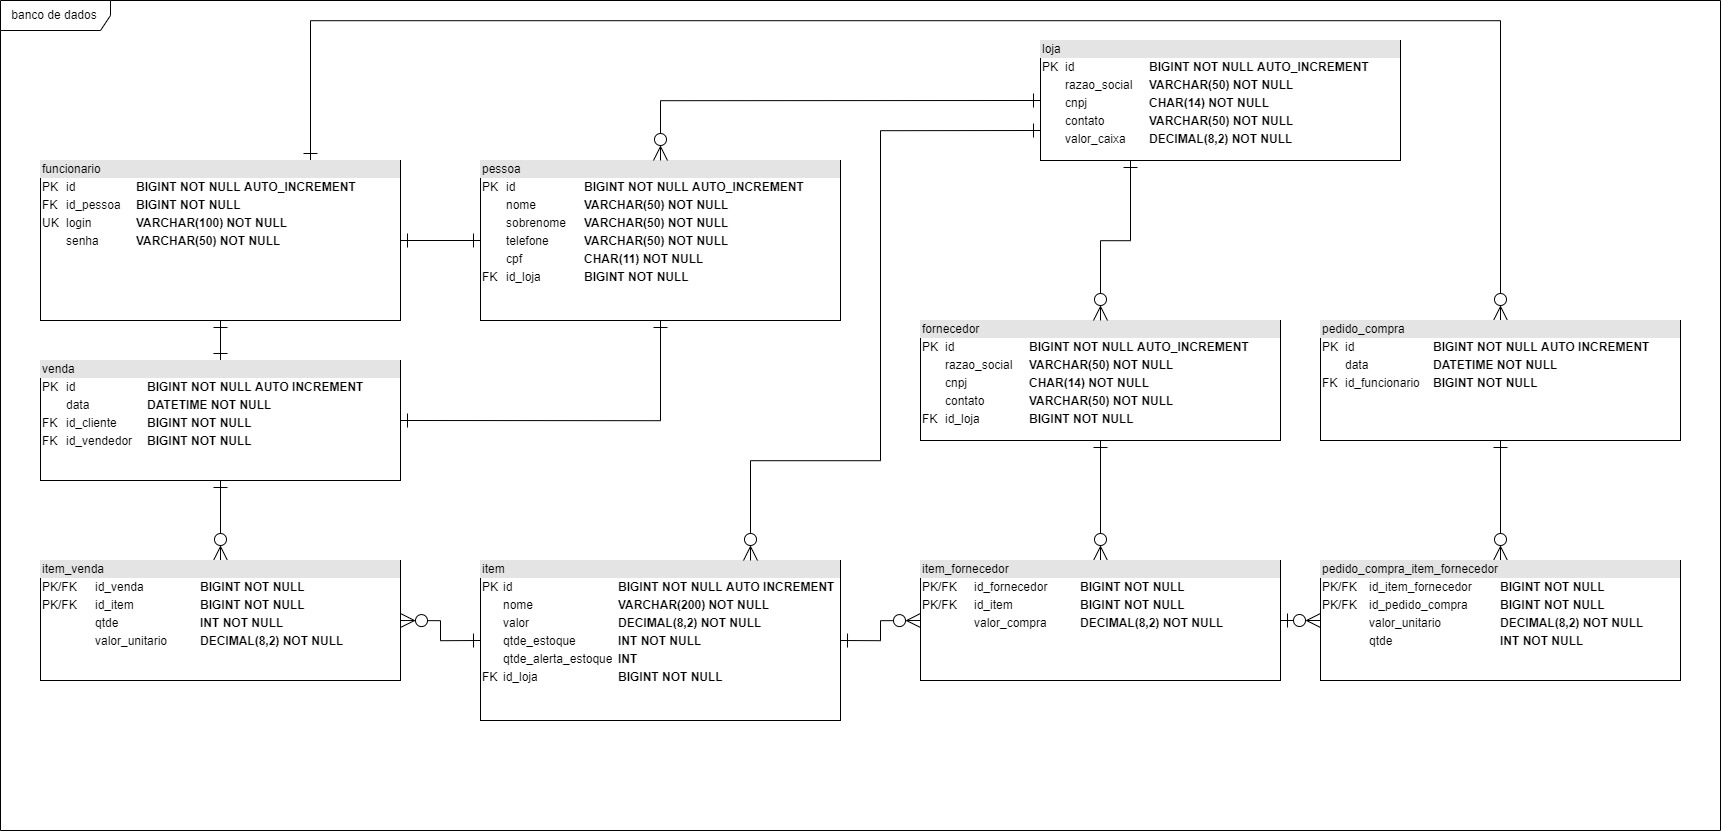 banco de dados
loja
PK id BIGINT NOT NULL AUTO_INCREMENT
razao_social VARCHAR(50) NOT NULL
cnpj CHAR(14) NOT NULL
contato VARCHAR(50) NOT NULL
valor_caixa DECIMAL(8,2) NOT NULL
funcionario
PK id BIGINT NOT NULL AUTO_INCREMENT
FK id_pessoa BIGINT NOT NULL
UK login VARCHAR(100) NOT NULL
senha VARCHAR(50) NOT NULL
pessoa
PK id BIGINT NOT NULL AUTO_INCREMENT
nome VARCHAR(50) NOT NULL
sobrenome VARCHAR(50) NOT NULL
telefone VARCHAR(50) NOT NULL
cpf CHAR(11) NOT NULL
FK id_loja BIGINT NOT NULL
fornecedor
PK id BIGINT NOT NULL AUTO_INCREMENT
razao_social VARCHAR(50) NOT NULL
cnpj CHAR(14) NOT NULL
contato VARCHAR(50) NOT NULL
FK id_loja BIGINT NOT NULL
pedido_compra
PK id BIGINT NOT NULL AUTO INCREMENT
data DATETIME NOT NULL
FK id_funcionario BIGINT NOT NULL
venda
PK id BIGINT NOT NULL AUTO INCREMENT
data DATETIME NOT NULL
FK id_cliente BIGINT NOT NULL
FK id_vendedor BIGINT NOT NULL
item_venda
PK/FK id_venda BIGINT NOT NULL
PK/FK id_item BIGINT NOT NULL
qtde INT NOT NULL
valor_unitario DECIMAL(8,2) NOT NULL
item
PK id BIGINT NOT NULL AUTO INCREMENT
nome VARCHAR(200) NOT NULL
valor DECIMAL(8,2) NOT NULL
qtde_estoque INT NOT NULL
qtde_alerta_estoque INT
FK id_loja BIGINT NOT NULL
item_fornecedor
PK/FK id_fornecedor BIGINT NOT NULL
PK/FK id_item BIGINT NOT NULL
valor_compra DECIMAL(8,2) NOT NULL
pedido_compra_item_fornecedor
PK/FK id_item_fornecedor BIGINT NOT NULL
PK/FK id_pedido_compra BIGINT NOT NULL
valor_unitario DECIMAL(8,2) NOT NULL
qtde INT NOT NULL